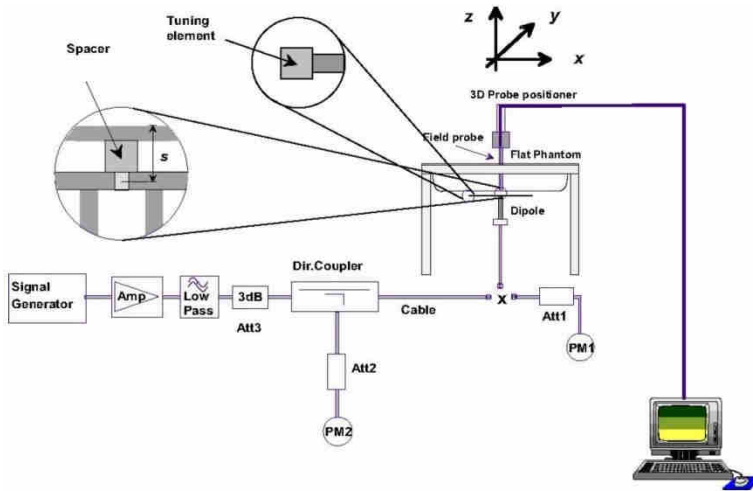 Spacer
Tuning
element
z
y
x
3D Probe positioner
Field probe
Flat Phantom
s
Dipole
Dir.Coupler
Signal
Generator
Amp
Low
Pass
3dB
Att3
Cable
x
Att1
PM1
Att2
PM2